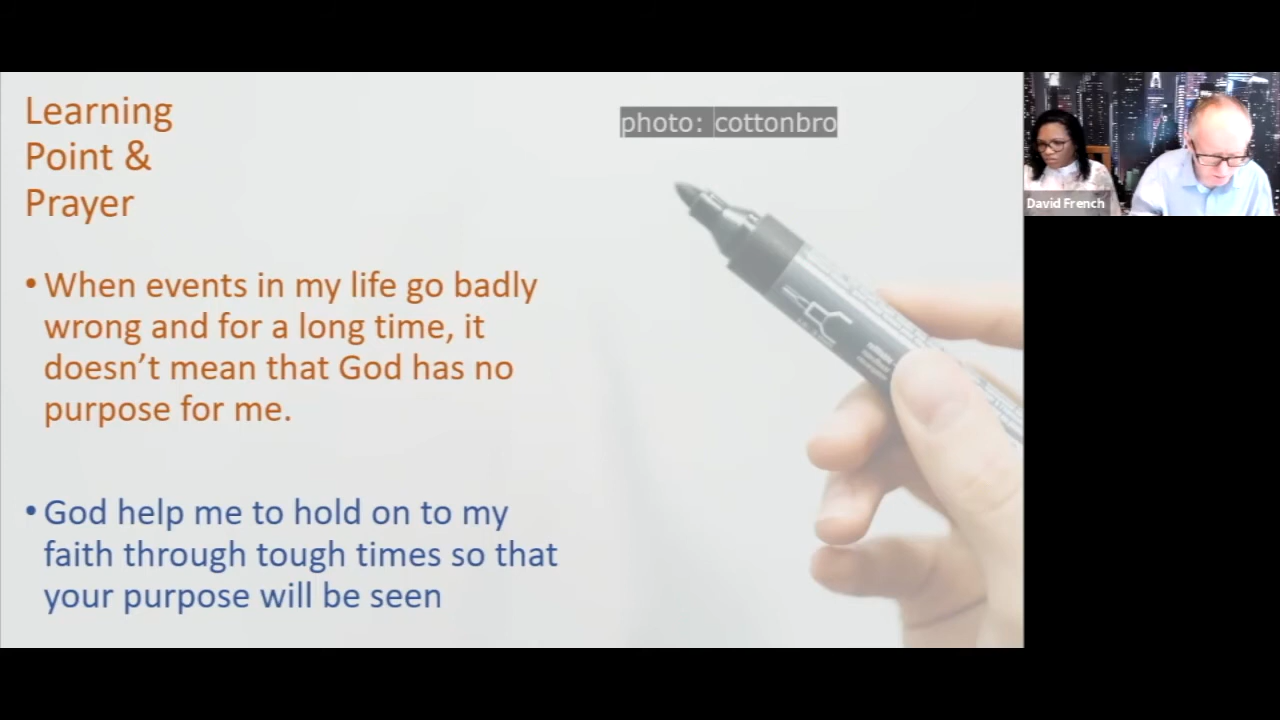 Learning
Point &
Prayer
photo: cottonbro
• When events in my life go badly
wrong and for a long time, it
doesn’t mean that God has no
purpose for me.
• God help me to hold on to my
faith through tough times so that
your purpose will be seen
David French